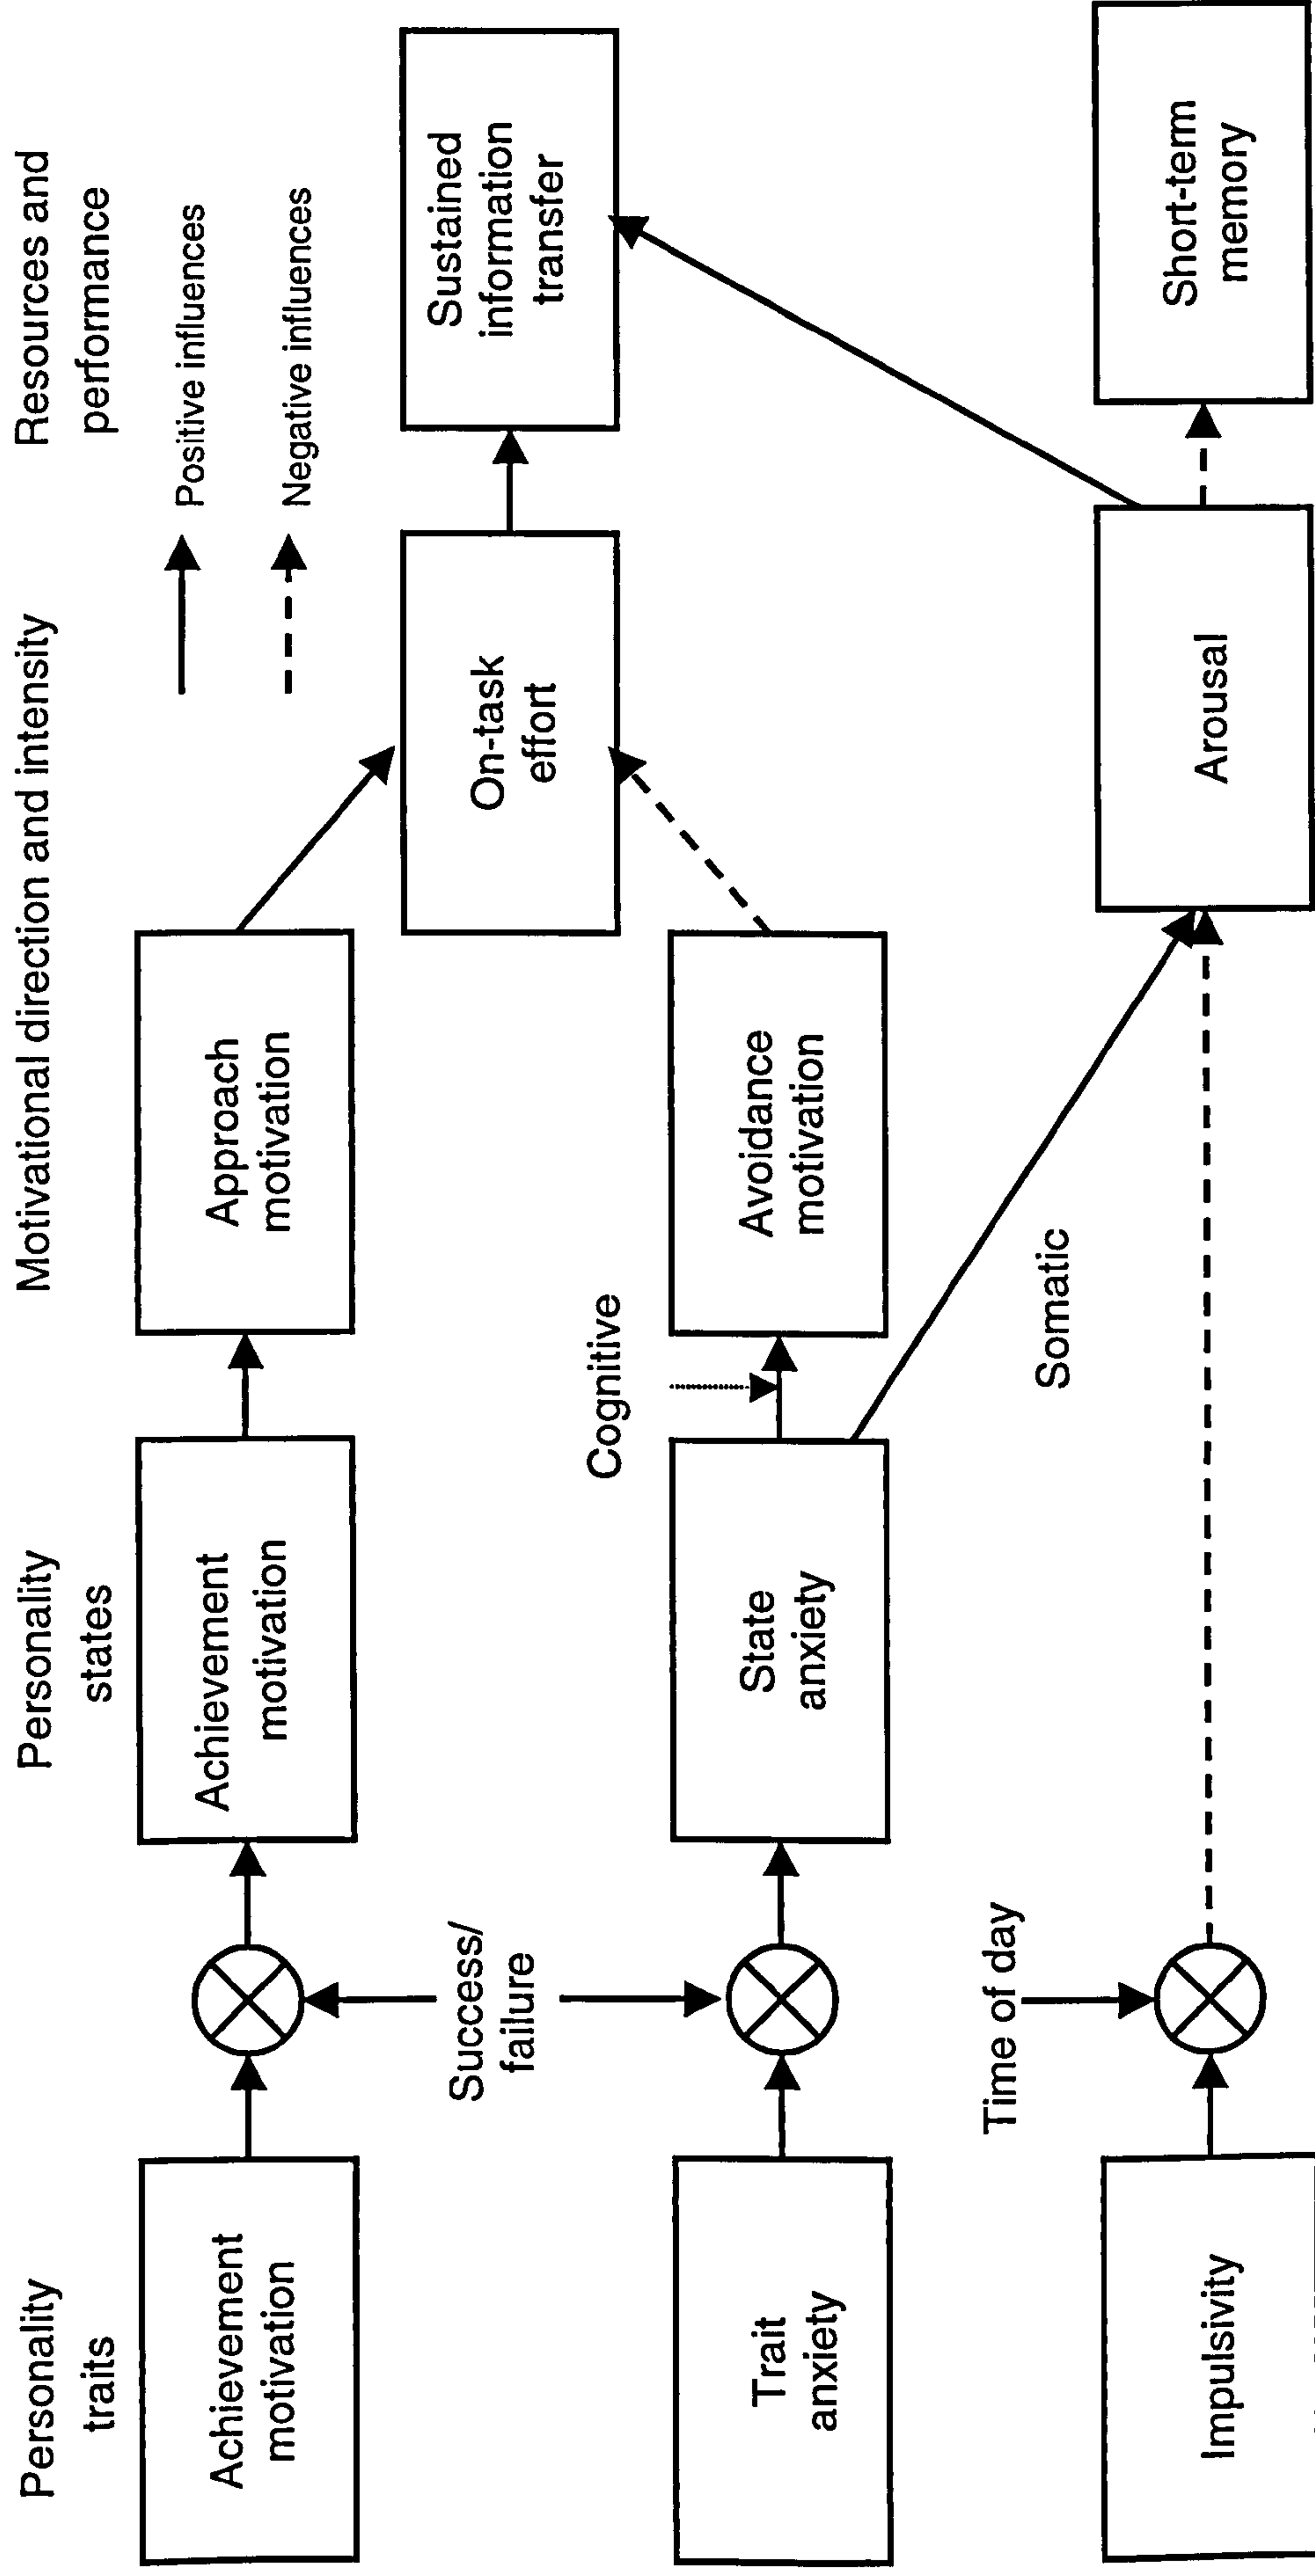 Personality
traits
Personality
states
Motivational direction and intensity
Resources and
performance
Positive influences
Negative influences
Achievement
motivation
Achievement
motivation
Approach
motivation
On-task
effort
Sustained
information
transfer
Success/
failure
Cognitive
Trait
anxiety
State
anxiety
Avoidance
motivation
Somatic
Time of day
Impulsivity
Arousal
Short-term
memory